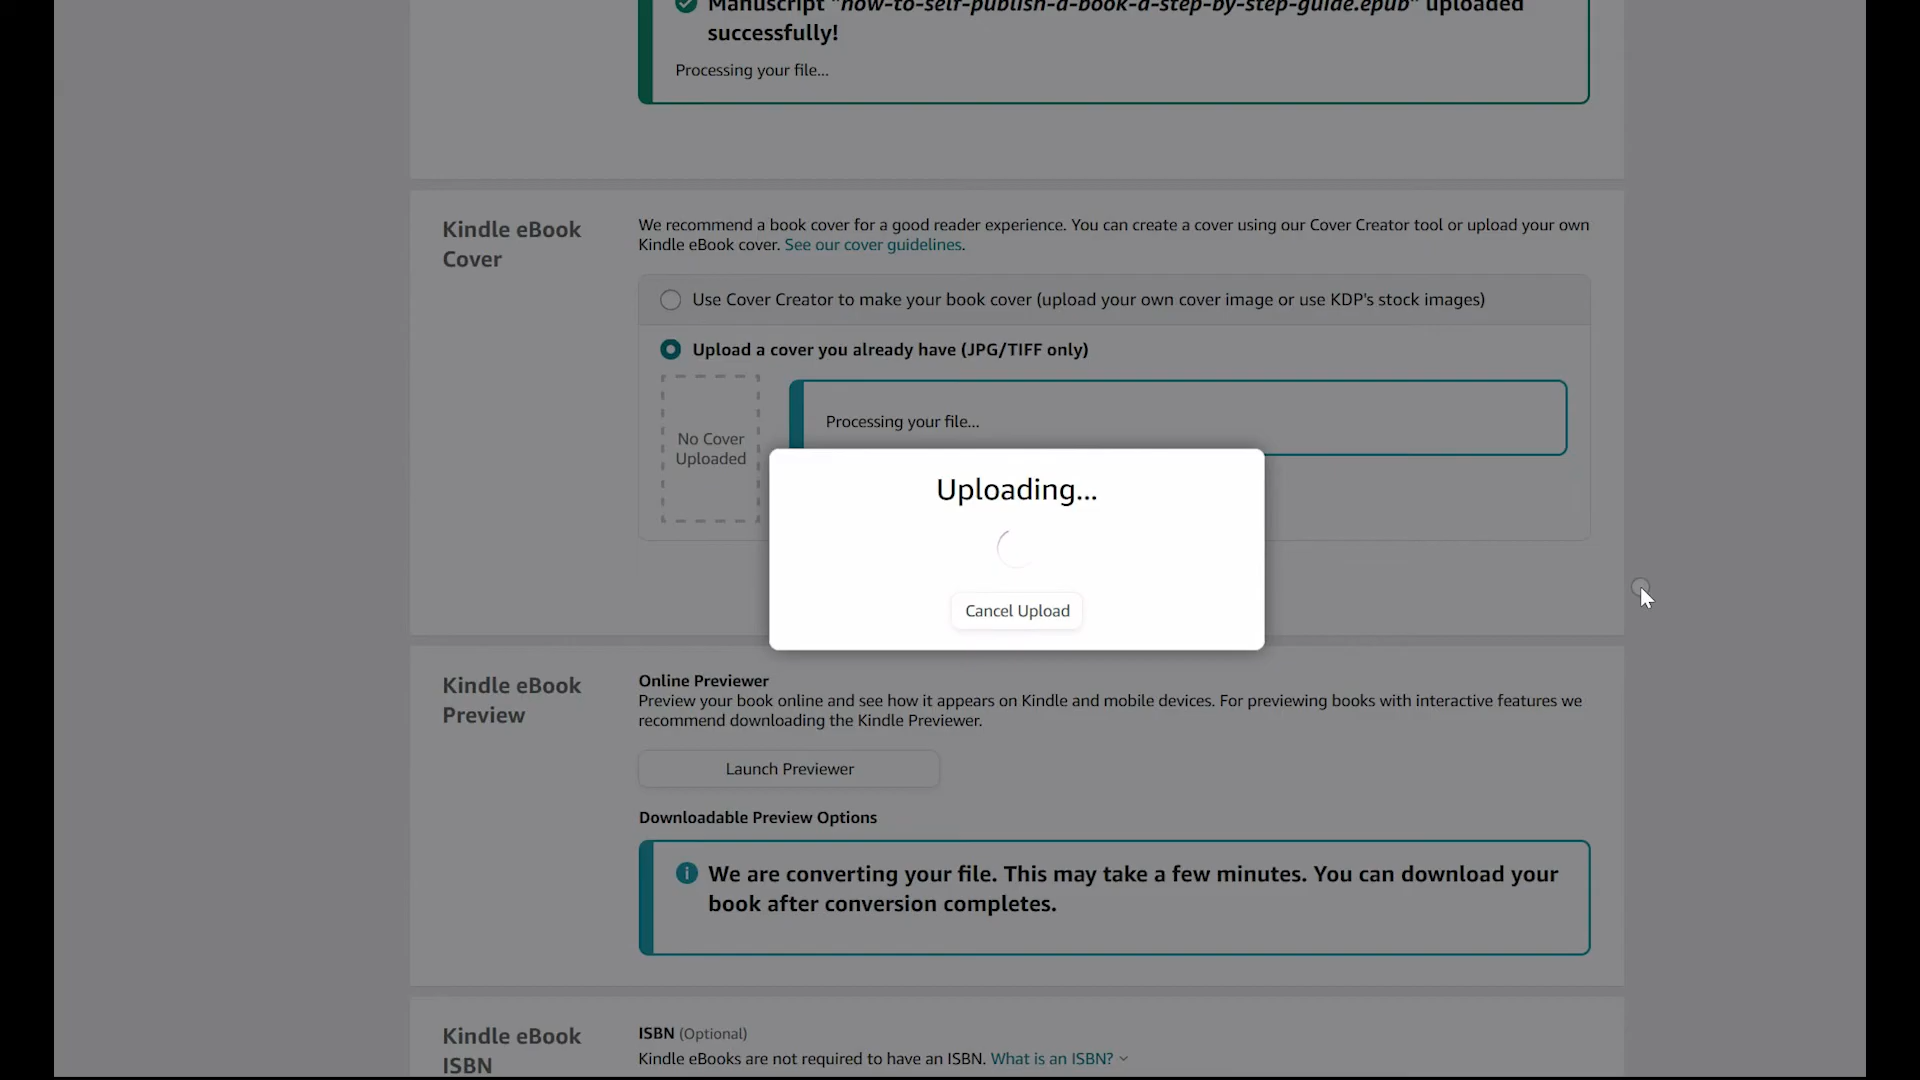 Manuscript "how-to-self-publish-a-book-a-step-by-step-guide.epub" uploaded
successfully!
Processing your file...
Kindle eBook
Cover
We recommend a book cover for a good reader experience. You can create a cover using our Cover Creator tool or upload your own
Kindle eBook cover. See our cover guidelines.
Use Cover Creator to make your book cover (upload your own cover image or use KDP's stock images)
Upload a cover you already have (JPG/TIFF only)
No Cover
Uploaded
Processing your file...
Uploading...
Cancel Upload
Kindle eBook
Preview
Online Previewer
Preview your book online and see how it appears on Kindle and mobile devices. For previewing books with interactive features we
recommend downloading the Kindle Previewer.
Launch Previewer
Downloadable Preview Options
We are converting your file. This may take a few minutes. You can download your
book after conversion completes.
Kindle eBook
ISBN
ISBN (Optional)
Kindle eBooks are not required to have an ISBN. What is an ISBN?